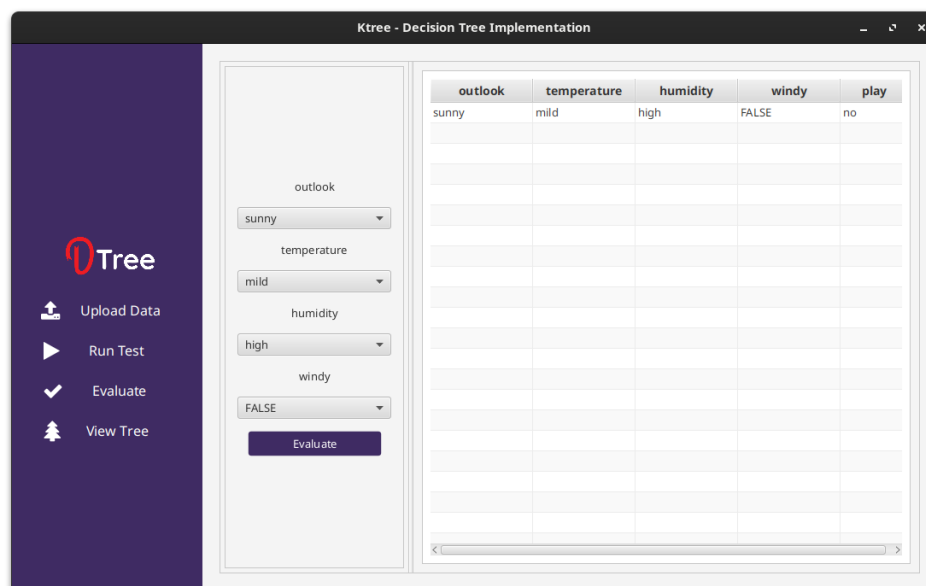 Ktree - Decision Tree Implementation
DTree
Upload Data
Run Test
Evaluate
View Tree
outlook
sunny
temperature
mild
humidity
high
windy
FALSE
Evaluate
outlook temperature humidity windy play
sunny mild high FALSE no